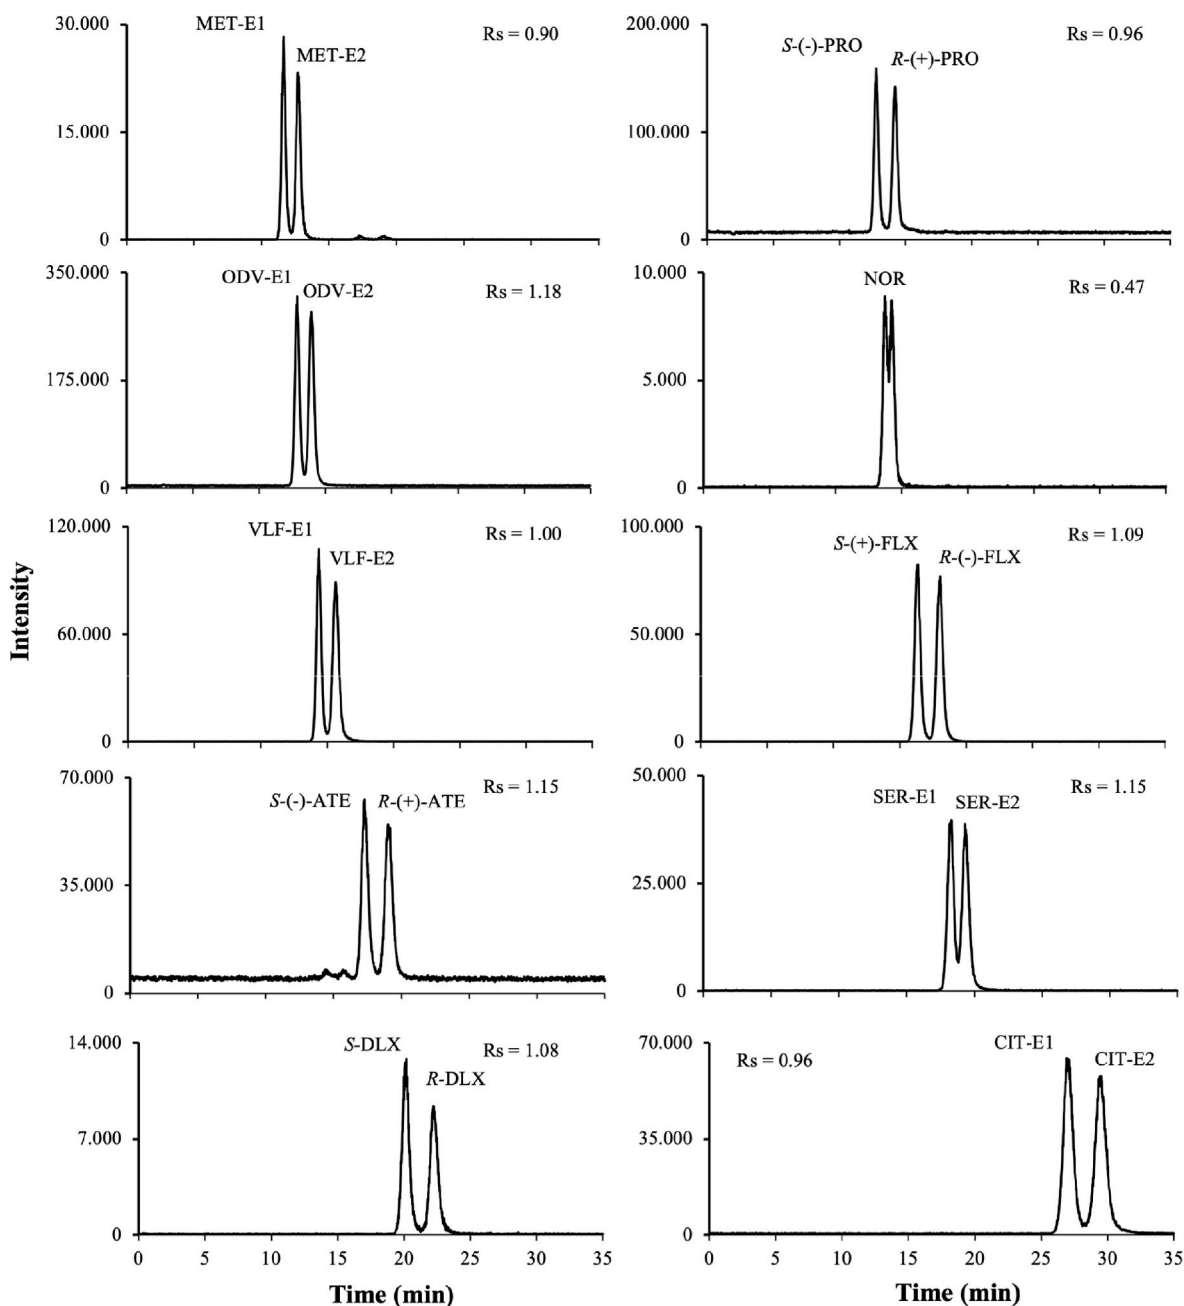 30.000
MET-E1
MET-E2
Rs = 0.90
15.000
0
200.000
S-(-)-PRO
R-(+)-PRO
Rs = 0.96
100.000
0
350.000
ODV-E1
ODV-E2
Rs = 1.18
175.000
0
10.000
NOR
Rs = 0.47
5.000
0
120.000
VLF-E1
VLF-E2
Rs = 1.00
60.000
0
100.000
S-(+)-FLX
R-(-)-FLX
Rs = 1.09
50.000
0
Intensity
70.000
S-(-)-ATE
R-(+)-ATE
Rs = 1.15
35.000
0
50.000
SER-E1
SER-E2
Rs = 1.15
25.000
0
14.000
S-DLX
R-DLX
Rs = 1.08
7.000
0
0 5 10 15 20 25 30 35
Time (min)
70.000
Rs = 0.96
CIT-E1
CIT-E2
35.000
0
0 5 10 15 20 25 30 35
Time (min)